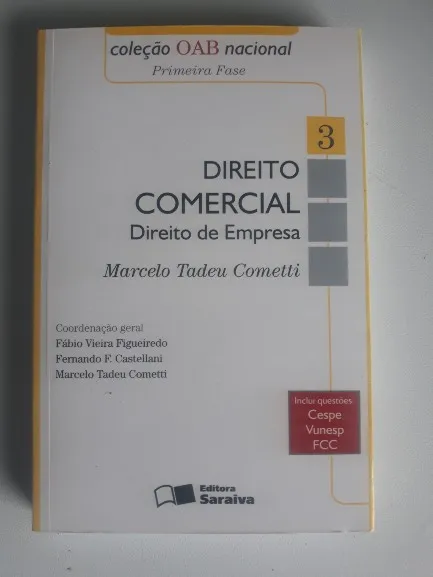 coleção OAB nacional
Primeira Fase
3
DIREITO
COMERCIAL
Direito de Empresa
Marcelo Tadeu Cometti
Coordenação geral
Fábio Vieira Figueiredo
Fernando F. Castellani
Marcelo Tadeu Cometti
Inclui questões
Cespe
Vunesp
FCC
Editora
Saraiva